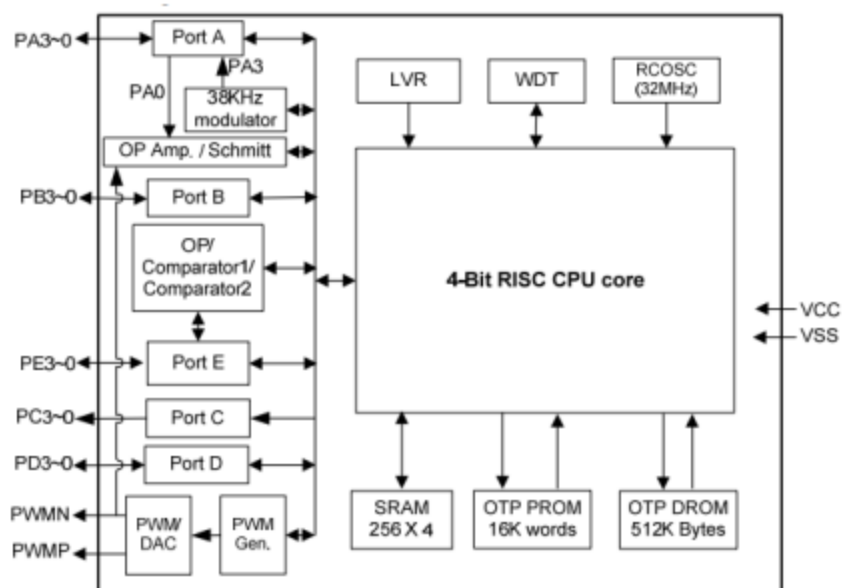 PA3~0
Port A
PA3
PA0
38KHz
modulator
OP Amp. / Schmitt
PB3~0
Port B
OP/
Comparator1/
Comparator2
PE3~0
Port E
PC3~0
Port C
PD3~0
Port D
PWMN
PWMP
PWM/
DAC
PWM
Gen.
LVR
WDT
RCOSC
(32MHz)
4-Bit RISC CPU core
VCC
VSS
SRAM
256 X 4
OTP PROM
16K words
OTP DROM
512K Bytes